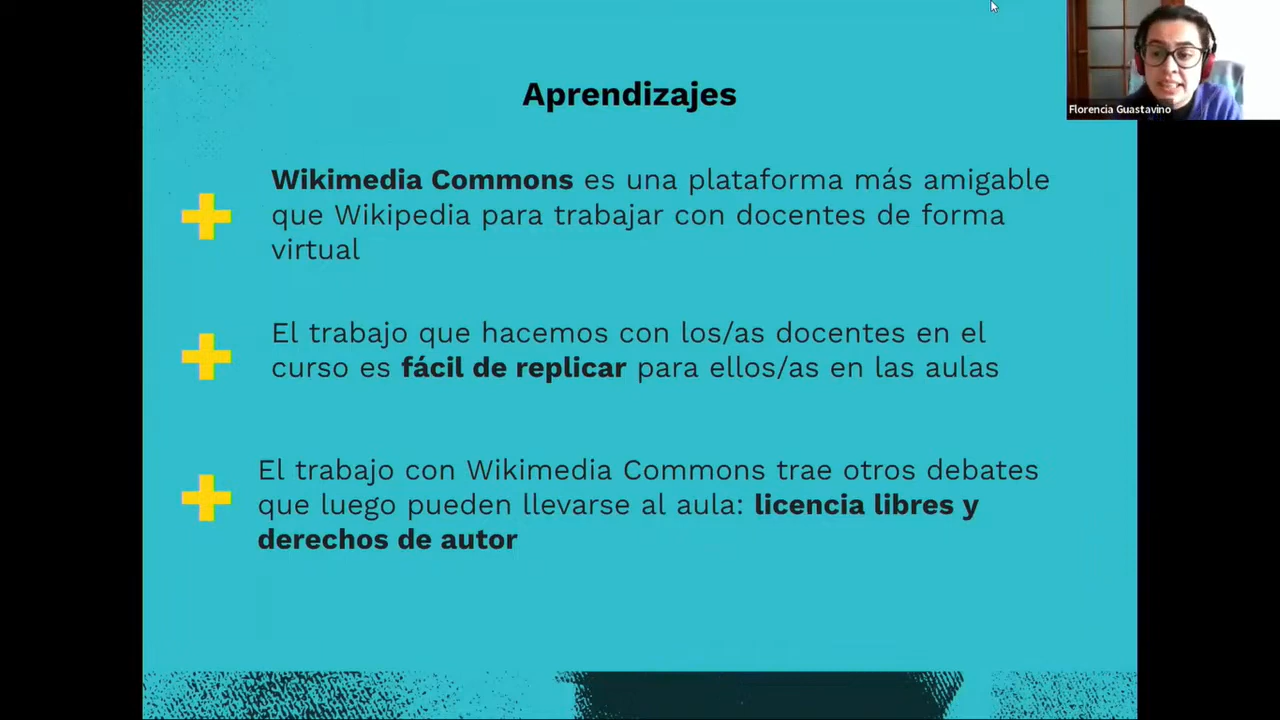 Aprendizajes
Florencia Guastavino
Wikimedia Commons es una plataforma más amigable
que Wikipedia para trabajar con docentes de forma
virtual
El trabajo que hacemos con los/as docentes en el
curso es fácil de replicar para ellos/as en las aulas
El trabajo con Wikimedia Commons trae otros debates
que luego pueden llevarse al aula: licencia libres y
derechos de autor